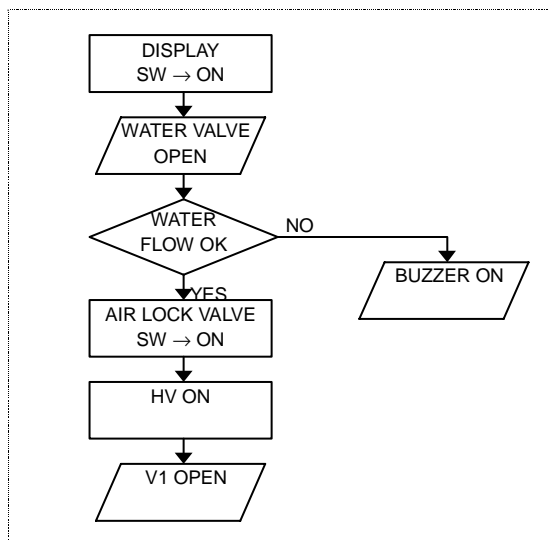 DISPLAY
SW → ON
WATER VALVE
OPEN
WATER
FLOW OK
NO
BUZZER ON
YES
AIR LOCK VALVE
SW → ON
HV ON
V1 OPEN